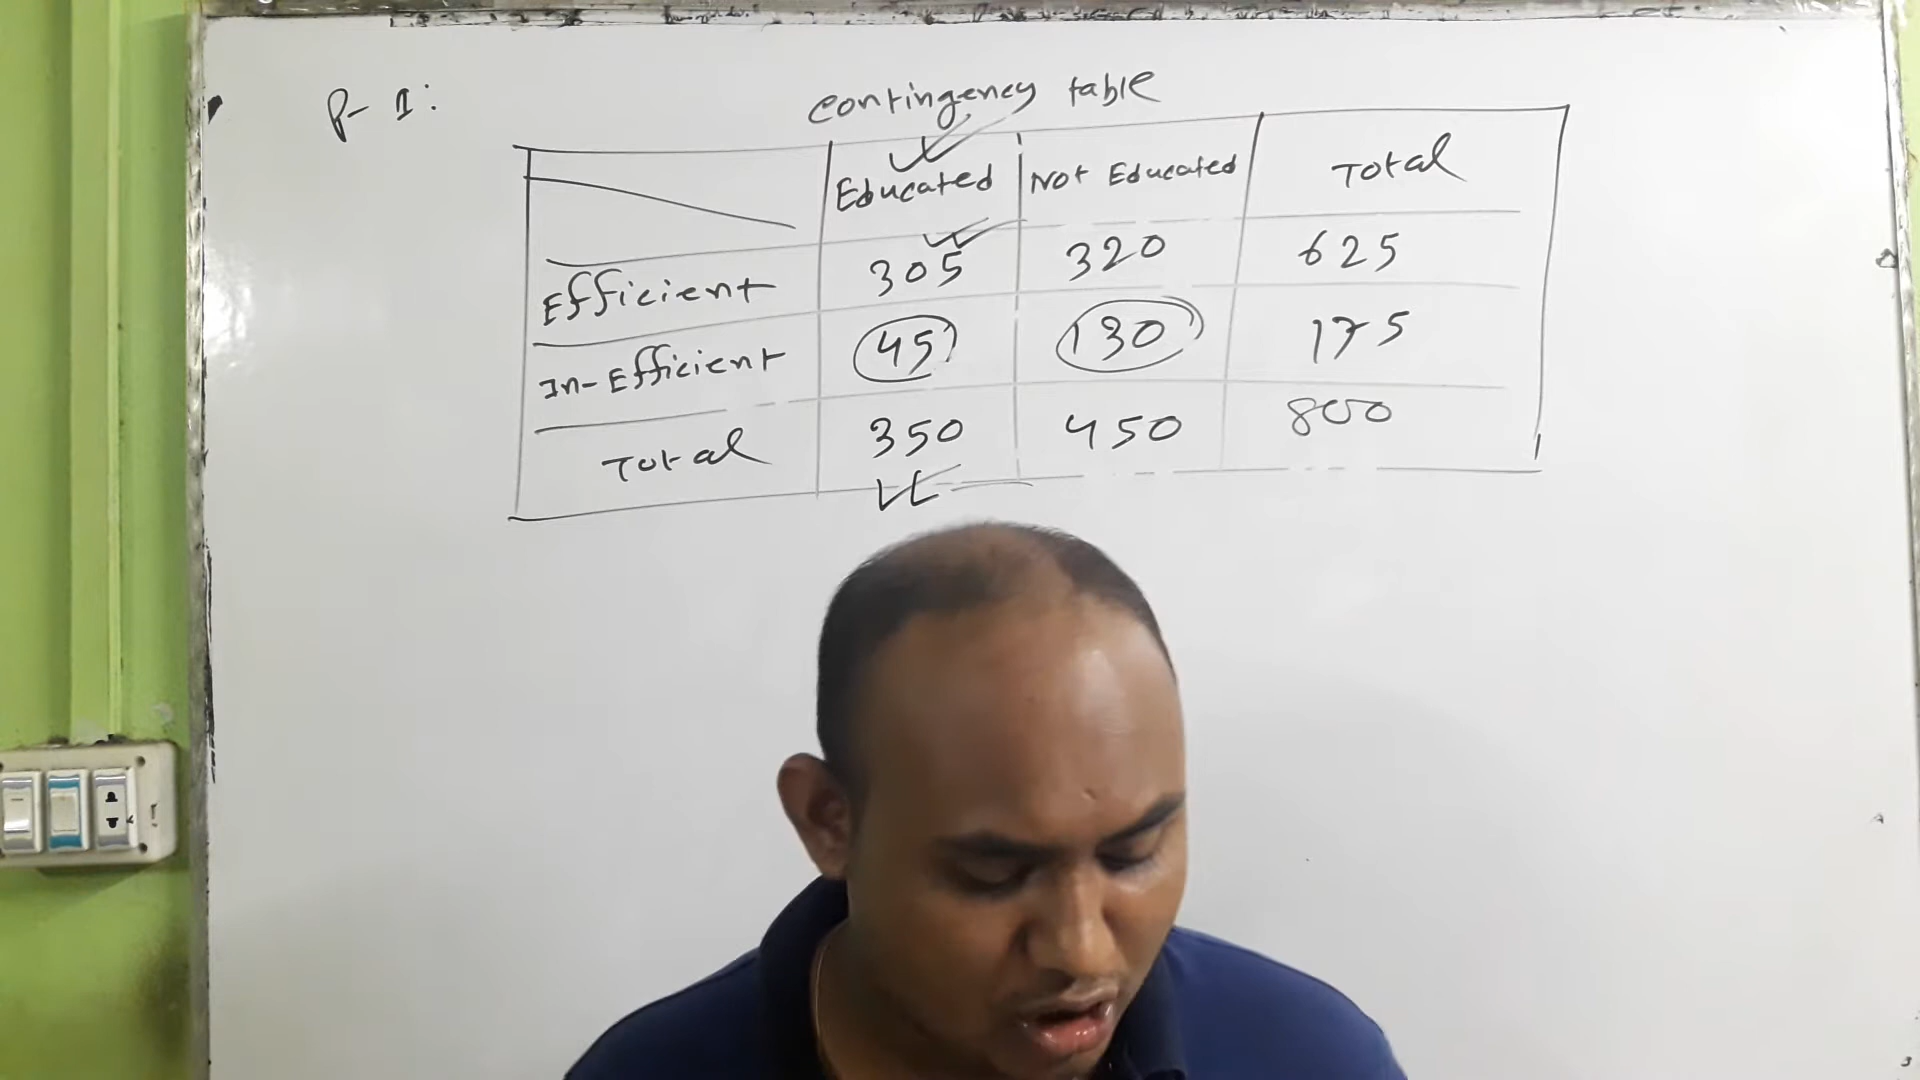 P-1:
contingency table
Educated Not Educated Total
Efficient 305 320 625
In-Efficient 45 130 175
Total 350 450 800